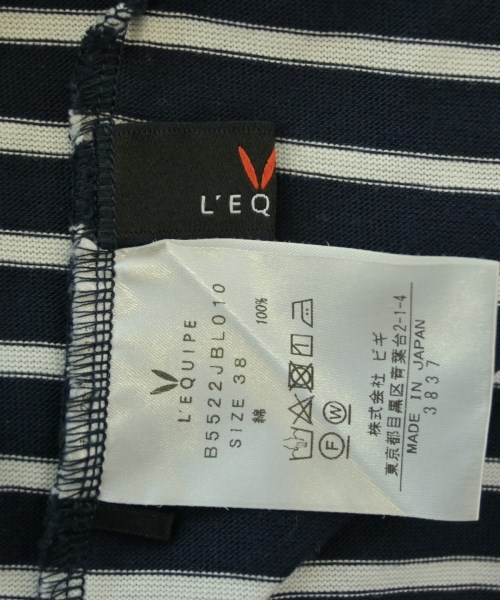 L'EQ
L'EQUIPE
B5522JBL010
SIZE 38
綿 100%
F W
株式会社 ビギ
東京都目黒区青葉台2-1-4
MADE IN JAPAN
3837